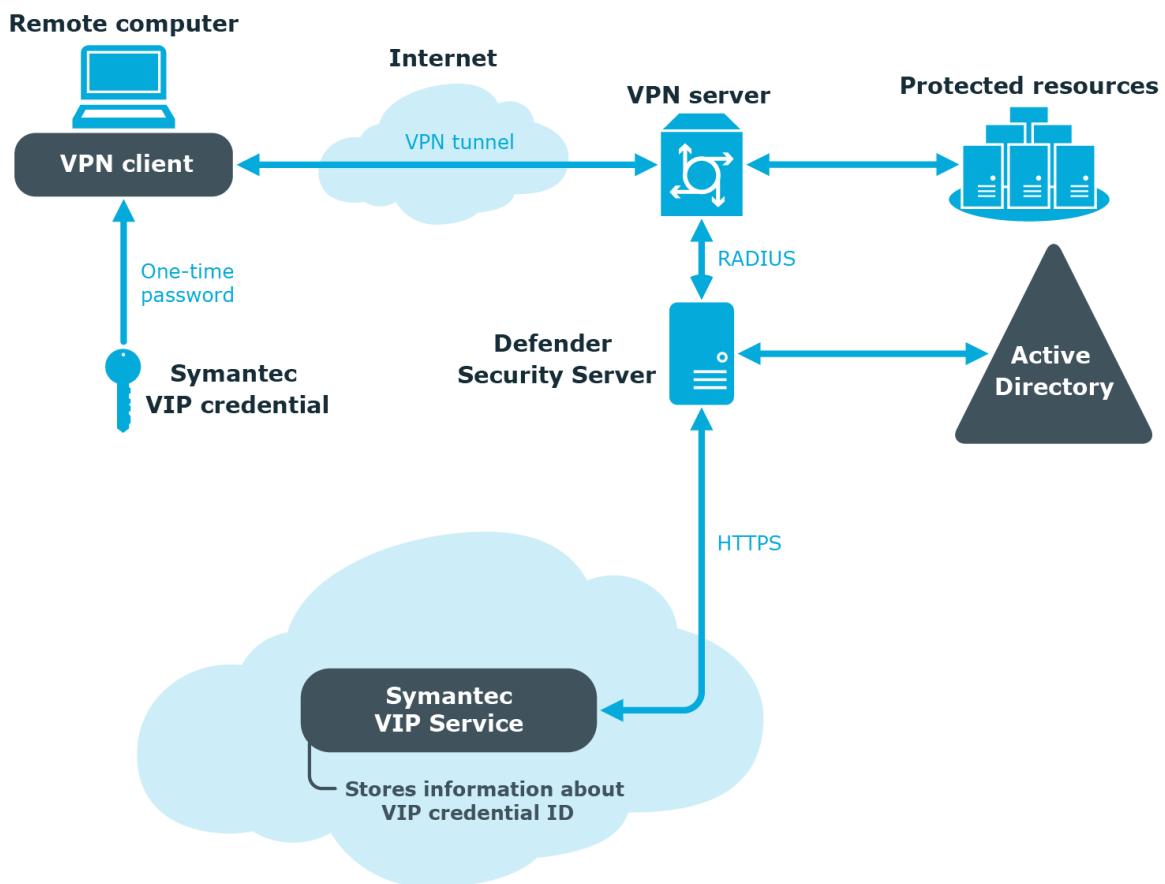 Remote computer
Internet
VPN server
Protected resources
VPN client
VPN tunnel
One-time
password
RADIUS
Symantec
VIP credential
Defender
Security Server
Active
Directory
HTTPS
Symantec
VIP Service
Stores information about
VIP credential ID